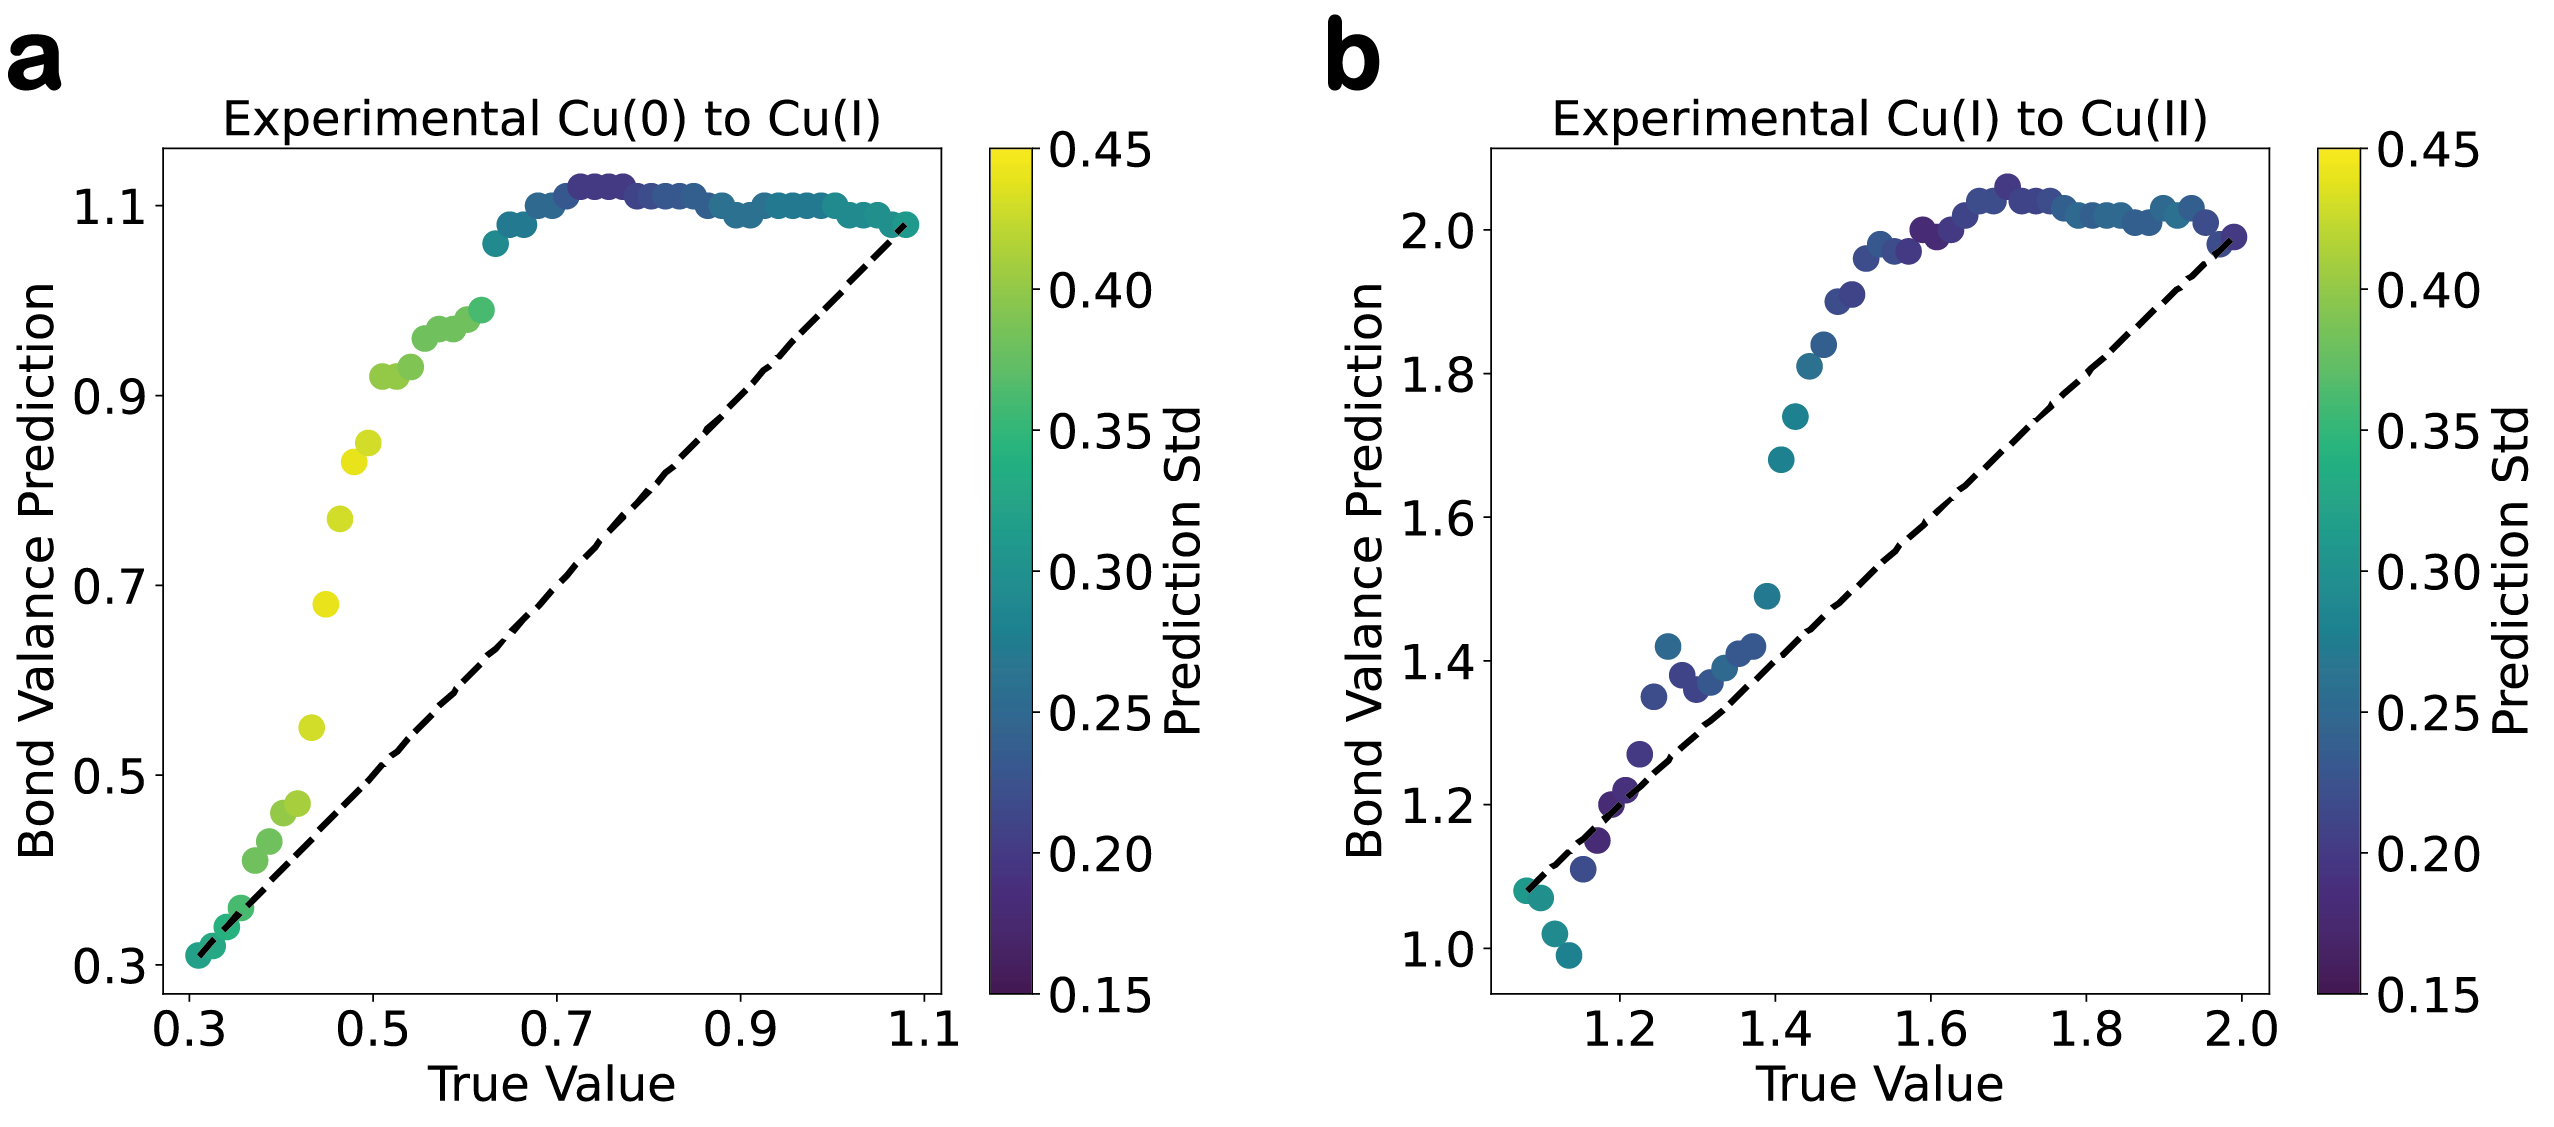 a
Experimental Cu(0) to Cu(I)
Bond Valance Prediction
1.1
0.9
0.7
0.5
0.3
0.3 0.5 0.7 0.9 1.1
True Value
0.45
0.40
0.35
0.30
0.25
0.20
0.15
Prediction Std
b
Experimental Cu(I) to Cu(II)
Bond Valance Prediction
2.0
1.8
1.6
1.4
1.2
1.0
1.2 1.4 1.6 1.8 2.0
True Value
0.45
0.40
0.35
0.30
0.25
0.20
0.15
Prediction Std